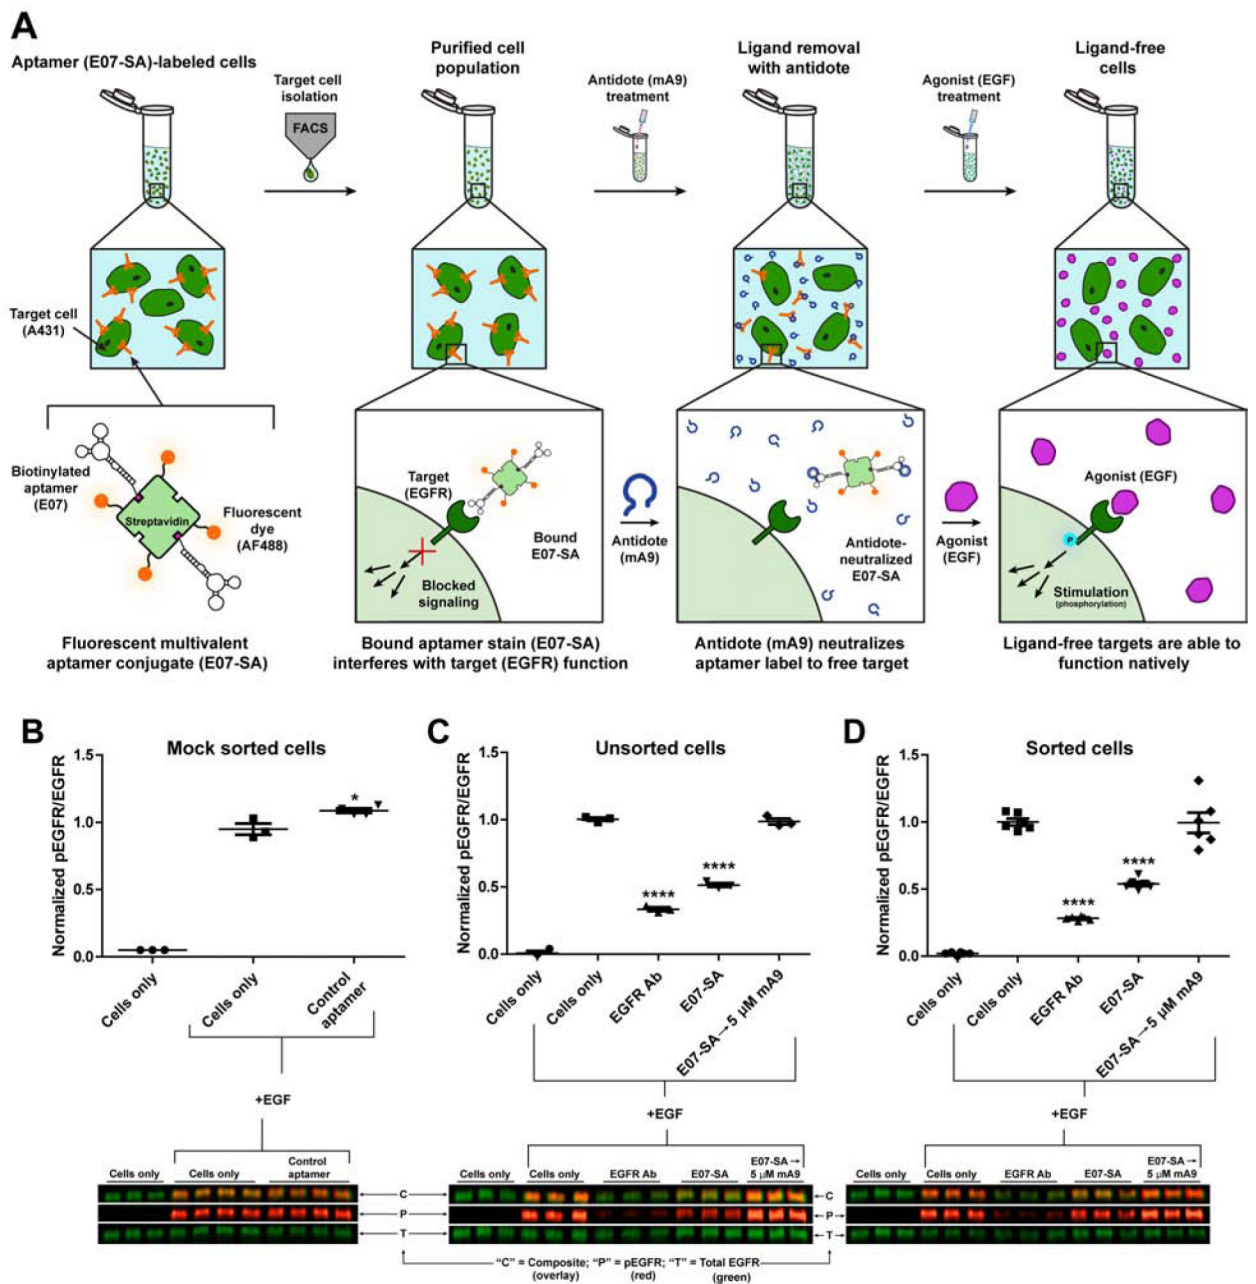 A
Aptamer (E07-SA)-labeled cells
Target cell
isolation
FACS
Purified cell
population
Antidote (mA9)
treatment
Ligand removal
with antidote
Agonist (EGF)
treatment
Ligand-free
cells
Target cell
(A431)
Biotinylated
aptamer
(E07)
Streptavidin
Fluorescent
dye
(AF488)
Fluorescent multivalent
aptamer conjugate (E07-SA)
Target
(EGFR)
Bound
E07-SA
Blocked
signaling
Bound aptamer stain (E07-SA)
interferes with target (EGFR) function
Antidote
(mA9)
Antidote-
neutralized
E07-SA
Antidote (mA9) neutralizes
aptamer label to free target
Agonist
(EGF)
Agonist (EGF)
P
Stimulation
(phosphorylation)
Ligand-free targets are able to
function natively
B
Mock sorted cells
Normalized pEGFR/EGFR
1.5
1.0
0.5
0.0
*
Cells only
Cells only
Control
aptamer
+EGF
Cells only
Cells only
Control
aptamer
C
Unsorted cells
Normalized pEGFR/EGFR
1.5
1.0
0.5
0.0
****
****
Cells only
Cells only
EGFR Ab
E07-SA
E07-SA→5 µM mA9
+EGF
Cells only
Cells only
EGFR Ab
E07-SA
E07-SA→
5 µM mA9
D
Sorted cells
Normalized pEGFR/EGFR
1.5
1.0
0.5
0.0
****
****
Cells only
Cells only
EGFR Ab
E07-SA
E07-SA→5 µM mA9
+EGF
Cells only
Cells only
EGFR Ab
E07-SA
E07-SA→
5 µM mA9
C
P
T
C
P
T
"C" = Composite; "P" = pEGFR; "T" = Total EGFR
(overlay) (red) (green)